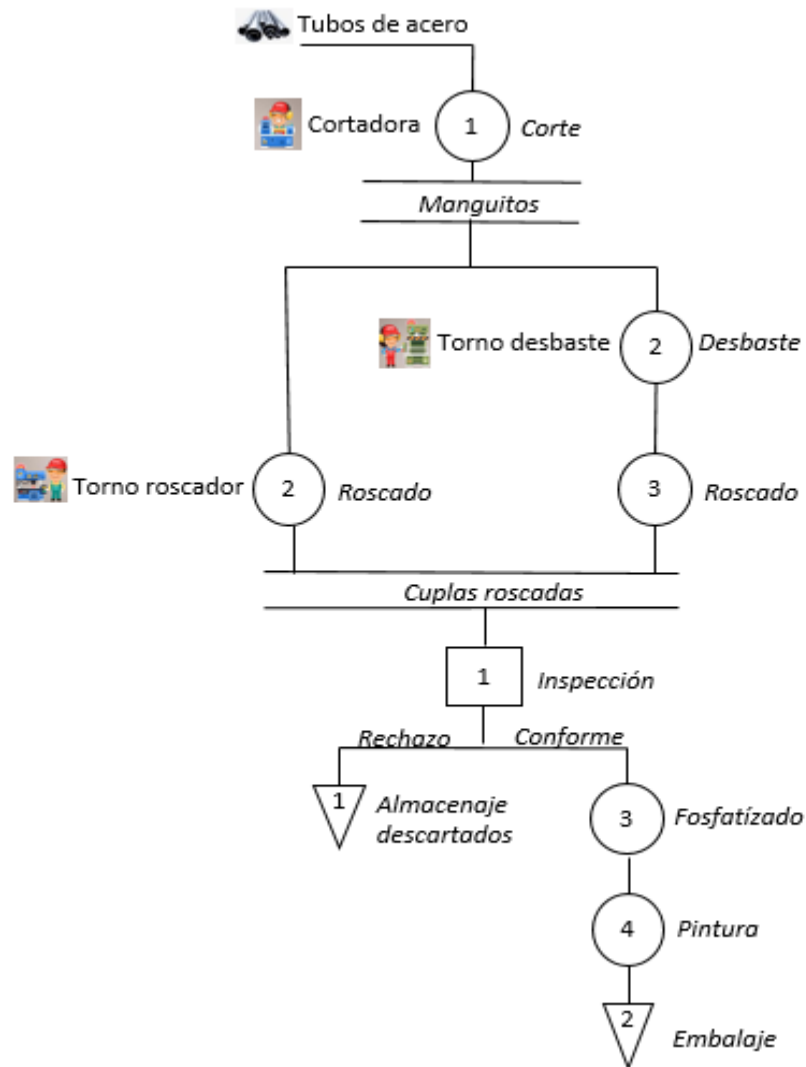 Tubos de acero
Cortadora
1
Corte
Manguitos
Torno desbaste
2
Desbaste
Torno roscador
2
Roscado
3
Roscado
Cuplas roscadas
1
Inspección
Rechazo
Conforme
1
Almacenaje
descartados
3
Fosfatízado
4
Pintura
2
Embalaje